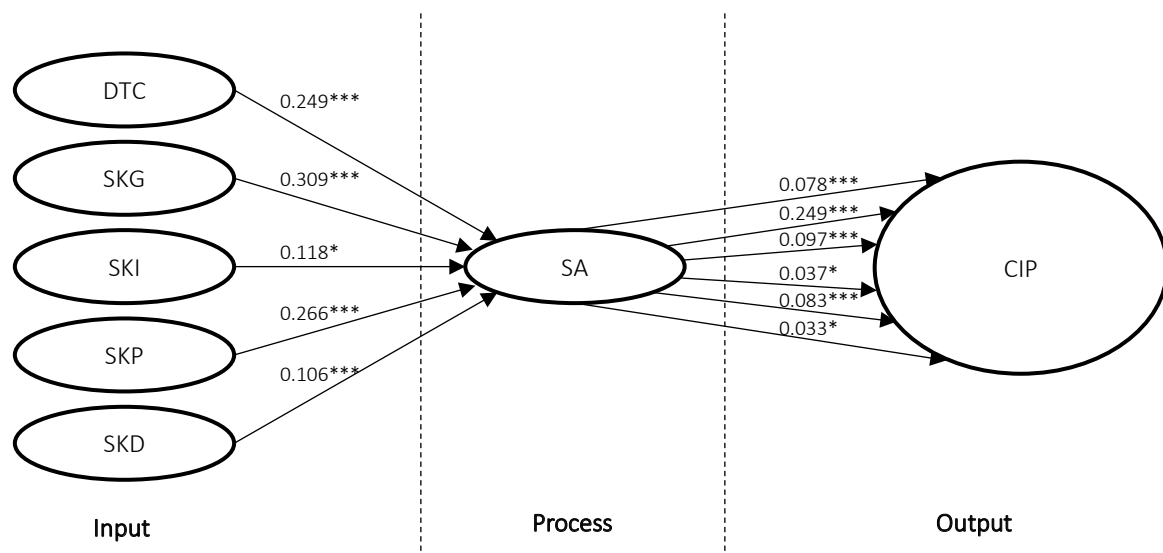 DTC
0.249***
SKG
0.309***
SKI
0.118*
SKP
0.266***
SKD
0.106***
SA
0.078***
0.249***
0.097***
0.037*
0.083***
0.033*
CIP
Input
Process
Output